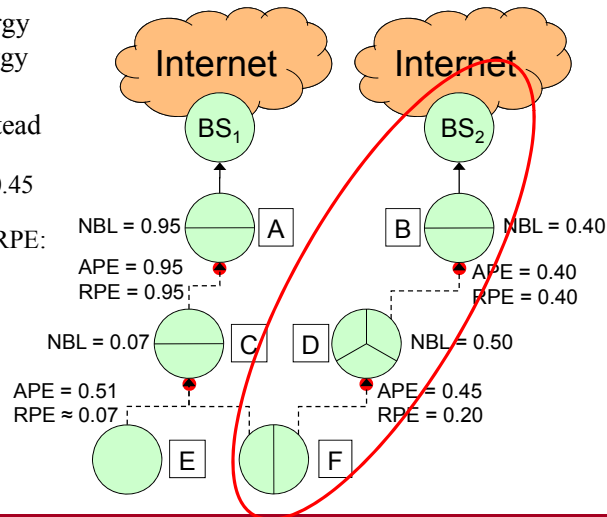 rgy
gy
tead
0.45
RPE:
Internet
Internet
BS1
BS2
NBL = 0.95
A
B
NBL = 0.40
APE = 0.95
RPE = 0.95
APE = 0.40
RPE = 0.40
NBL = 0.07
C
D
NBL = 0.50
APE = 0.51
RPE ≈ 0.07
APE = 0.45
RPE = 0.20
E
F